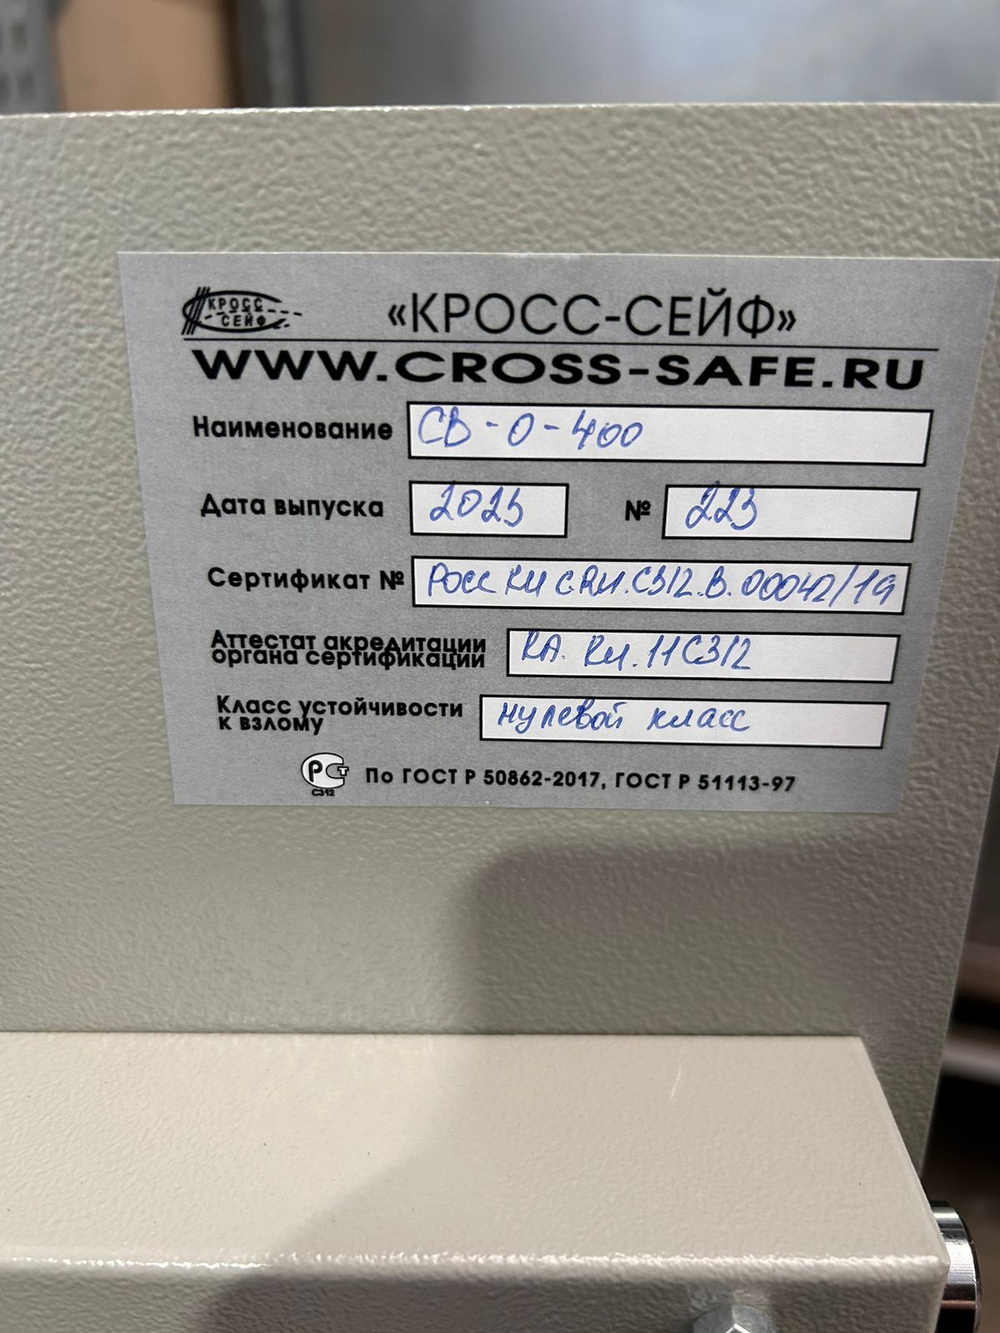 КРОСС
СЕЙФ
«КРОСС-СЕЙФ»
WWW.CROSS-SAFE.RU
Наименование СВ-0-400
Дата выпуска 2025 № 223
Сертификат № РОСС RU С.RU.СЗ12.В.00042/19
Аттестат акредитации
органа сертификации RA.RU.11СЗ12
Класс устойчивости
к взлому нулевой класс
РСТ
СЗ12
По ГОСТ Р 50862-2017, ГОСТ Р 51113-97